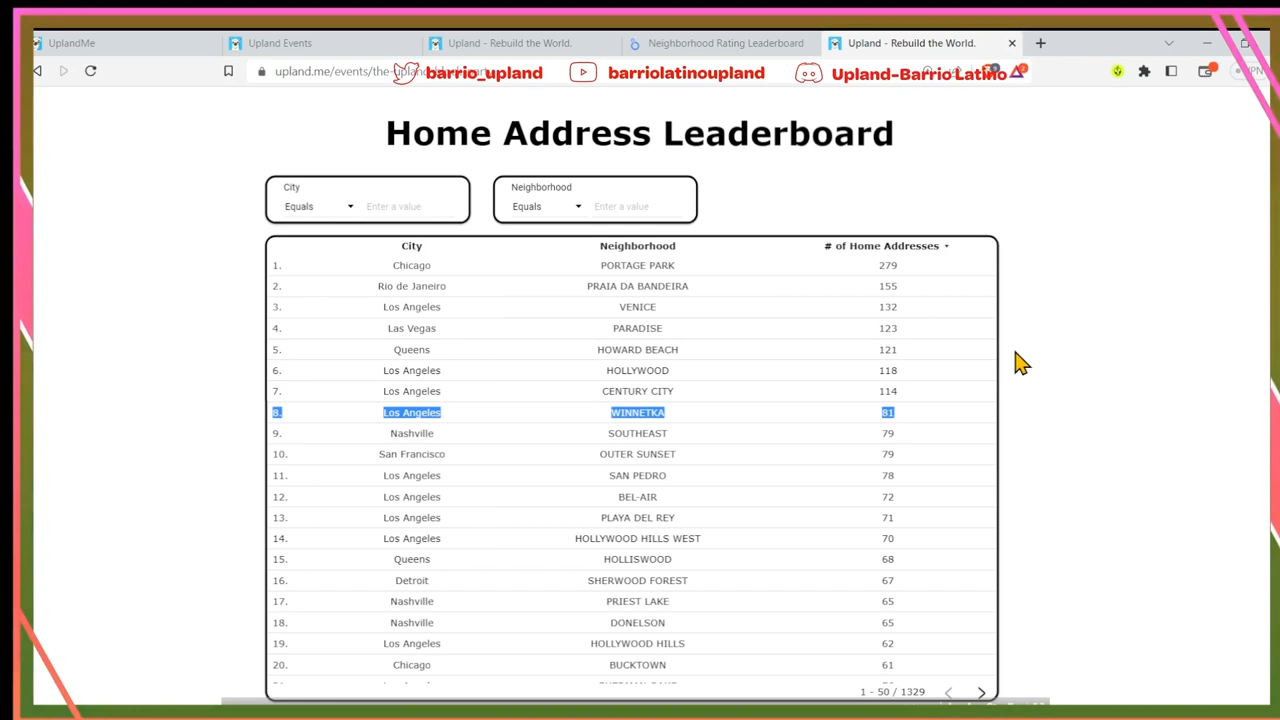 UplandMe
Upland Events
Upland - Rebuild the World.
Neighborhood Rating Leaderboard
Upland - Rebuild the World.
upland.me/events/the-upland
barrio_upland
barriolatinoupland
Upland-Barrio Latino
VPN
Home Address Leaderboard
City
Equals Enter a value
Neighborhood
Equals Enter a value
City Neighborhood # of Home Addresses
1. Chicago PORTAGE PARK 279
2. Rio de Janeiro PRAIA DA BANDEIRA 155
3. Los Angeles VENICE 132
4. Las Vegas PARADISE 123
5. Queens HOWARD BEACH 121
6. Los Angeles HOLLYWOOD 118
7. Los Angeles CENTURY CITY 114
8. Los Angeles WINNETKA 81
9. Nashville SOUTHEAST 79
10. San Francisco OUTER SUNSET 79
11. Los Angeles SAN PEDRO 78
12. Los Angeles BEL-AIR 72
13. Los Angeles PLAYA DEL REY 71
14. Los Angeles HOLLYWOOD HILLS WEST 70
15. Queens HOLLISWOOD 68
16. Detroit SHERWOOD FOREST 67
17. Nashville PRIEST LAKE 65
18. Nashville DONELSON 65
19. Los Angeles HOLLYWOOD HILLS 62
20. Chicago BUCKTOWN 61
1 - 50 / 1329